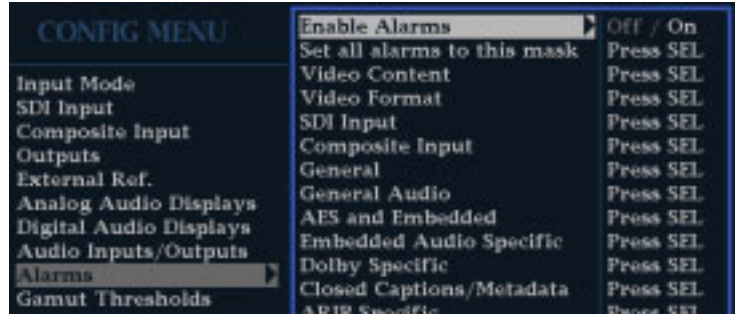 CONFIG MENU
Input Mode
SDI Input
Composite Input
Outputs
External Ref.
Analog Audio Displays
Digital Audio Displays
Audio Inputs/Outputs
Alarms
Gamut Thresholds
Enable Alarms Off / On
Set all alarms to this mask Press SEL
Video Content Press SEL
Video Format Press SEL
SDI Input Press SEL
Composite Input Press SEL
General Press SEL
General Audio Press SEL
AES and Embedded Press SEL
Embedded Audio Specific Press SEL
Dolby Specific Press SEL
Closed Captions/Metadata Press SEL
ARIB Specific Press SEL